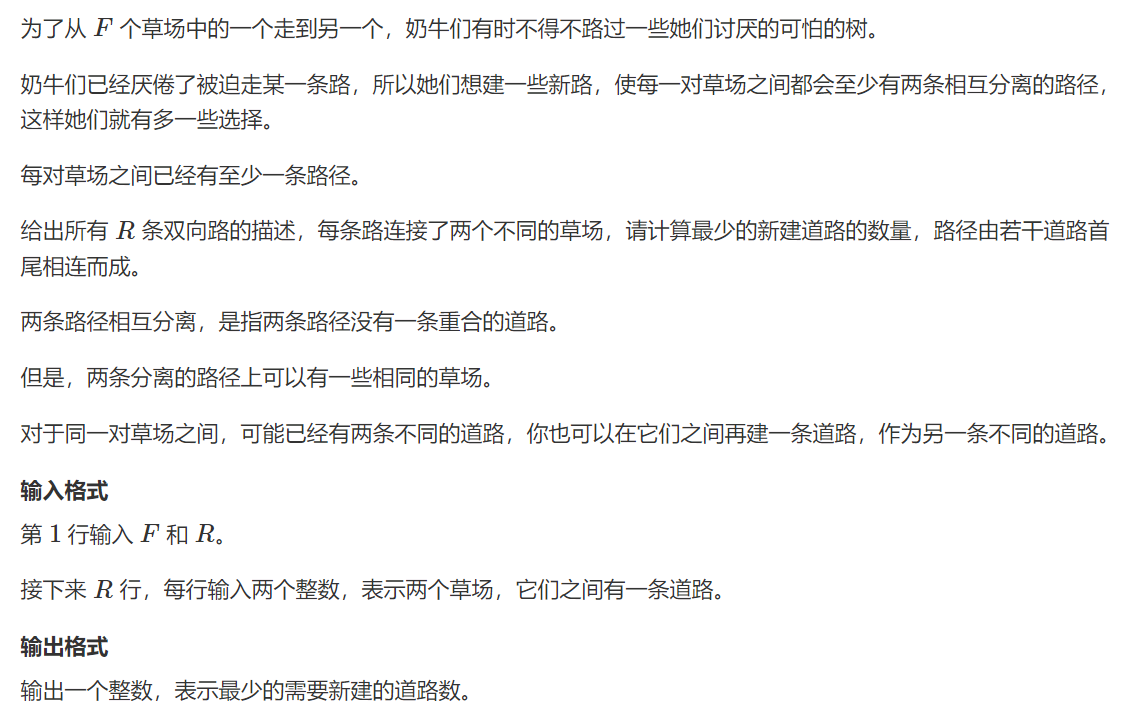 为了从 F 个草场中的一个走到另一个，奶牛们有时不得不路过一些她们讨厌的可怕的树。
奶牛们已经厌倦了被迫走某一条路，所以她们想建一些新路，使每一对草场之间都会至少有两条相互分离的路径，
这样她们就有多一些选择。
每对草场之间已经有至少一条路径。
给出所有 R 条双向路的描述，每条路连接了两个不同的草场，请计算最少的新建道路的数量，路径由若干道路首
尾相连而成。
两条路径相互分离，是指两条路径没有一条重合的道路。
但是，两条分离的路径上可以有一些相同的草场。
对于同一对草场之间，可能已经有两条不同的道路，你也可以在它们之间再建一条道路，作为另一条不同的道路。
输入格式
第 1 行输入 F 和 R。
接下来 R 行，每行输入两个整数，表示两个草场，它们之间有一条道路。
输出格式
输出一个整数，表示最少的需要新建的道路数。